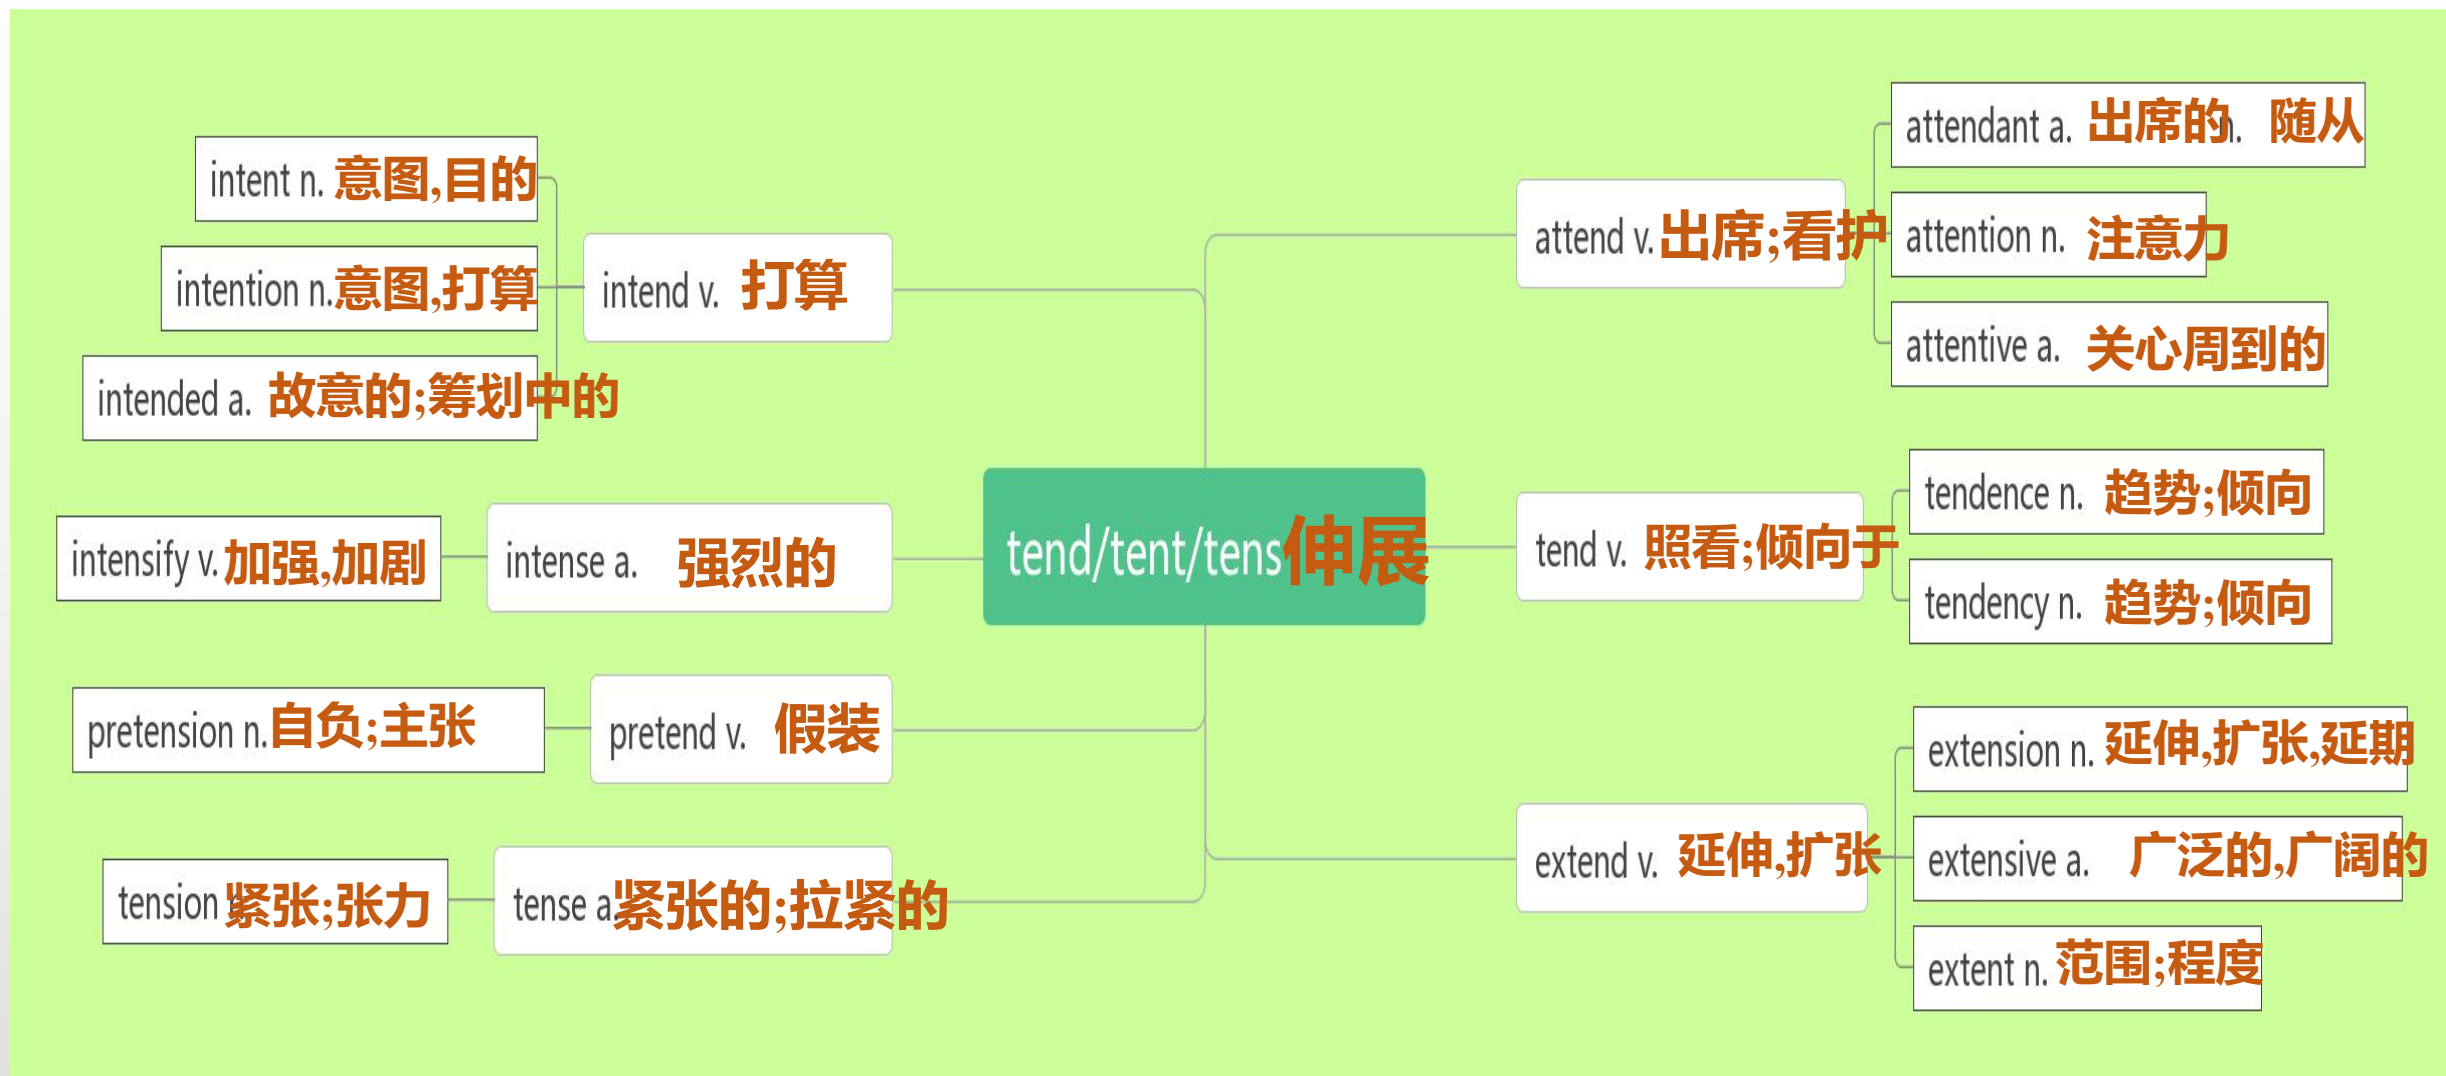 intent n. 意图,目的
intention n.意图,打算
intended a. 故意的;筹划中的
intend v. 打算
intensify v.加强,加剧
intense a. 强烈的
pretension n.自负;主张
pretend v. 假装
tension 紧张;张力
tense a.紧张的;拉紧的
tend/tent/tens伸展
attend v.出席;看护
attendant a. 出席的n. 随从
attention n. 注意力
attentive a. 关心周到的
tend v. 照看;倾向于
tendence n. 趋势;倾向
tendency n. 趋势;倾向
extend v. 延伸,扩张
extension n. 延伸,扩张,延期
extensive a. 广泛的,广阔的
extent n. 范围;程度